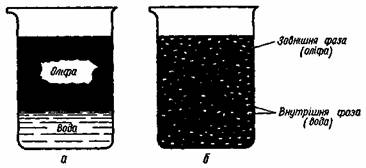 Оліфа
Вода
а
Зовнішня фаза
(оліфа)
Внутрішня фаза
(вода)
б